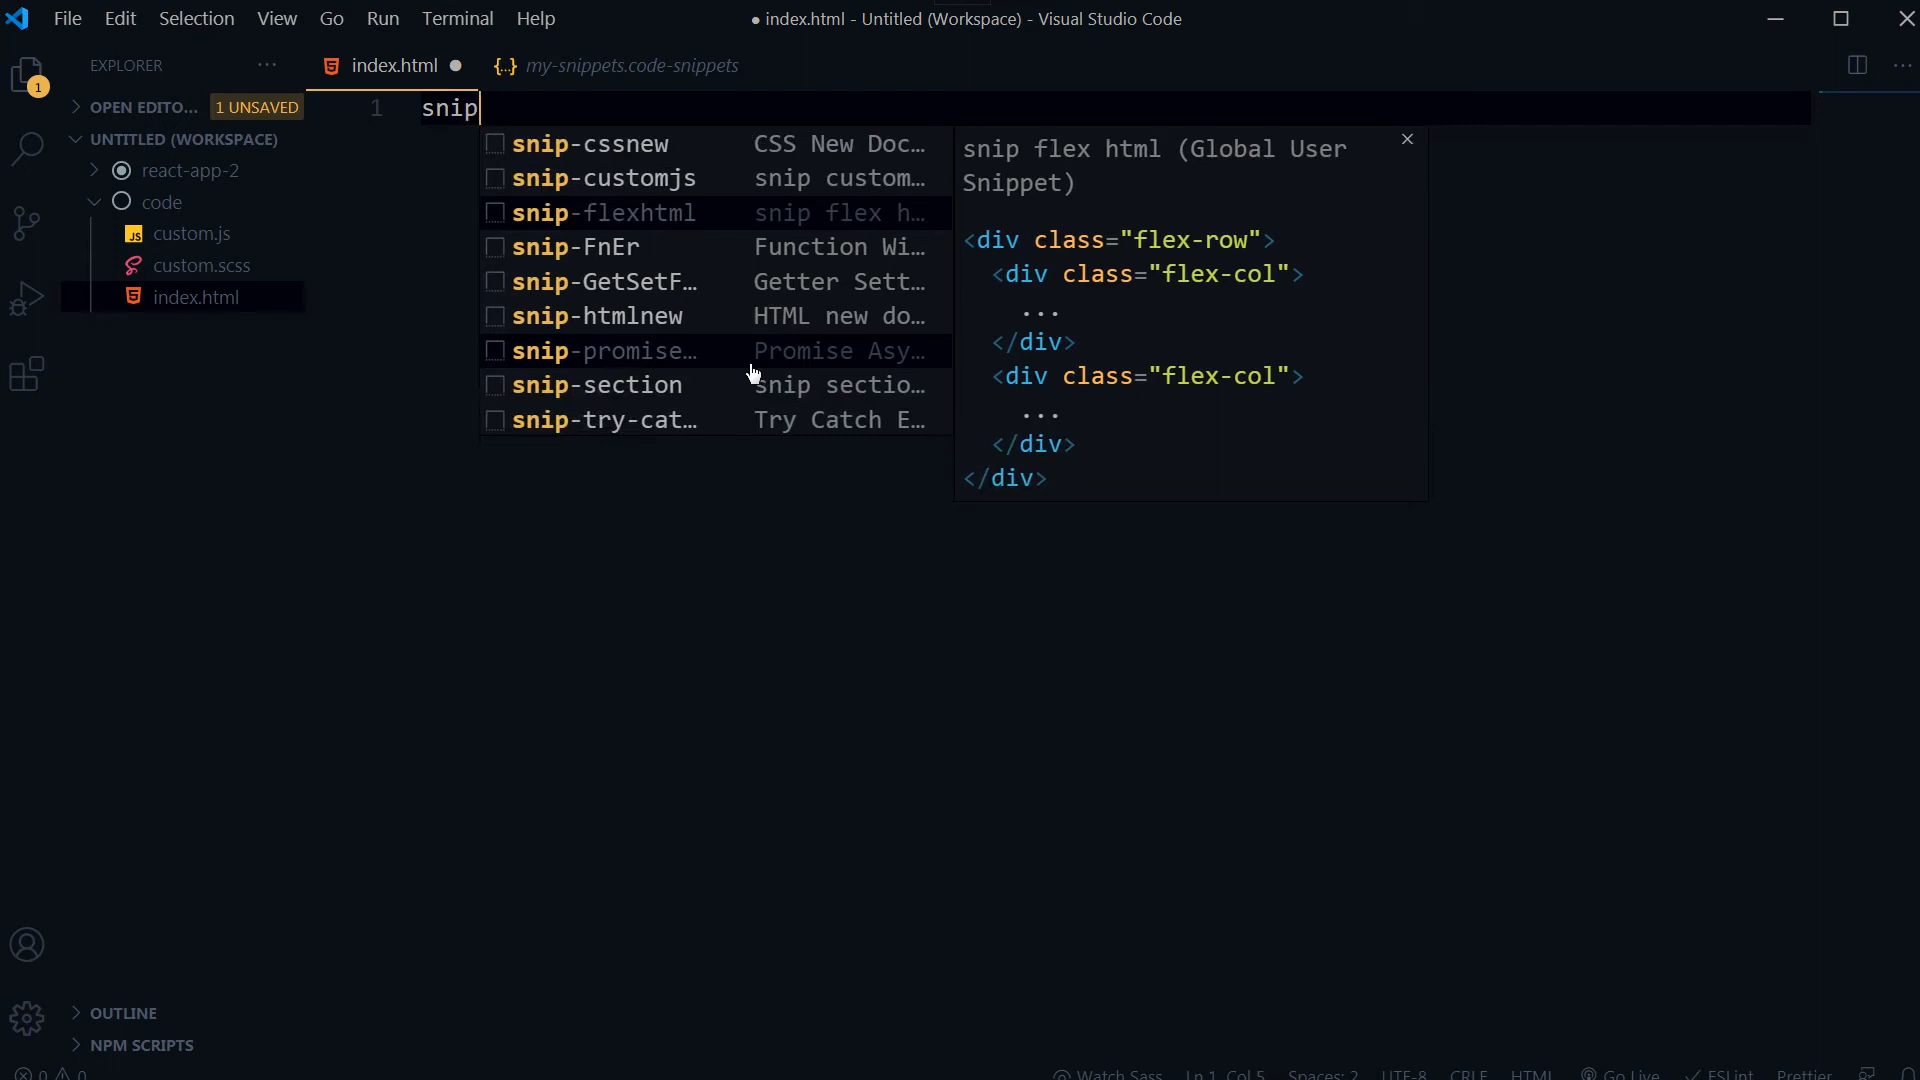 File Edit Selection View Go Run Terminal Help
● index.html - Untitled (Workspace) - Visual Studio Code
EXPLORER ···
index.html ●
{..} my-snippets.code-snippets
···
1
OPEN EDITO... 1 UNSAVED
UNTITLED (WORKSPACE)
react-app-2
code
JS custom.js
custom.scss
index.html
1 snip
snip-cssnew CSS New Doc...
snip-customjs snip custom...
snip-flexhtml snip flex h...
snip-FnEr Function Wi...
snip-GetSetF... Getter Sett...
snip-htmlnew HTML new do...
snip-promise... Promise Asy...
snip-section snip sectio...
snip-try-cat... Try Catch E...
snip flex html (Global User
Snippet)
<div class="flex-row">
<div class="flex-col">
...
</div>
<div class="flex-col">
...
</div>
</div>
OUTLINE
NPM SCRIPTS
0 0 Watch Sass Ln 1, Col 5 Spaces: 2 UTF-8 CRLF HTML Go Live ESLint Prettier